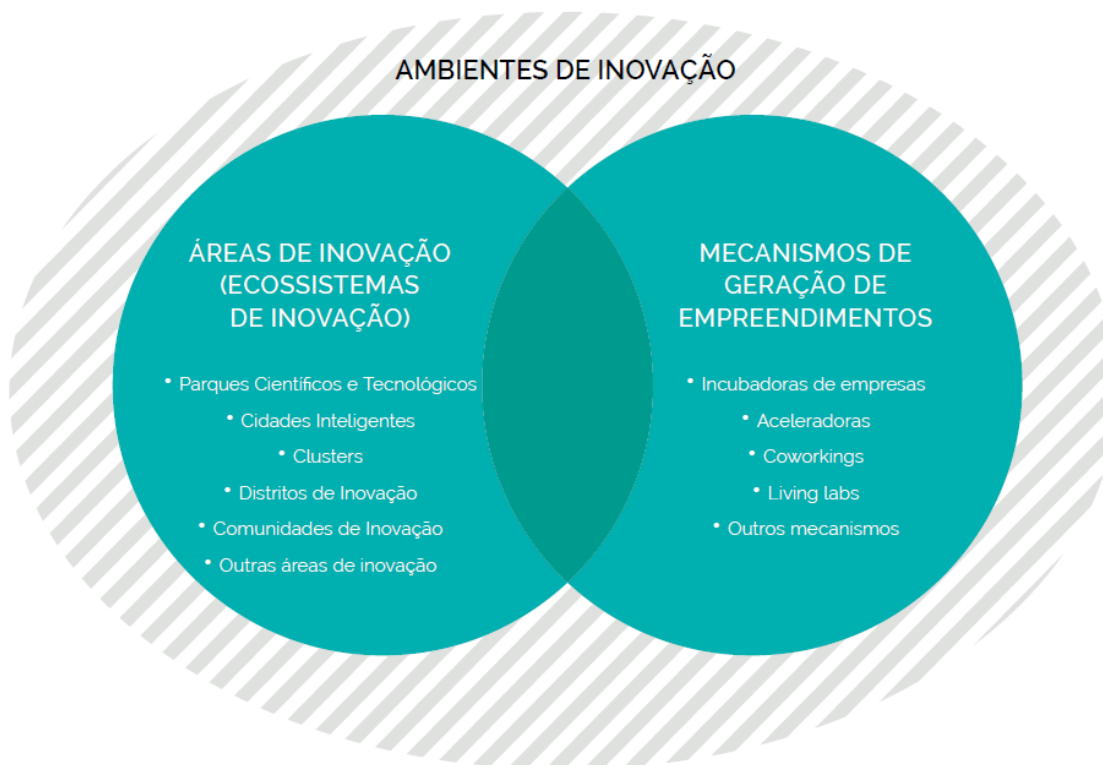 AMBIENTES DE INOVAÇÃO
ÁREAS DE INOVAÇÃO
(ECOSSISTEMAS
DE INOVAÇÃO)
• Parques Científicos e Tecnológicos
• Cidades Inteligentes
• Clusters
• Distritos de Inovação
• Comunidades de Inovação
• Outras áreas de inovação
MECANISMOS DE
GERAÇÃO DE
EMPREENDIMENTOS
• Incubadoras de empresas
• Aceleradoras
• Coworkings
• Living labs
• Outros mecanismos